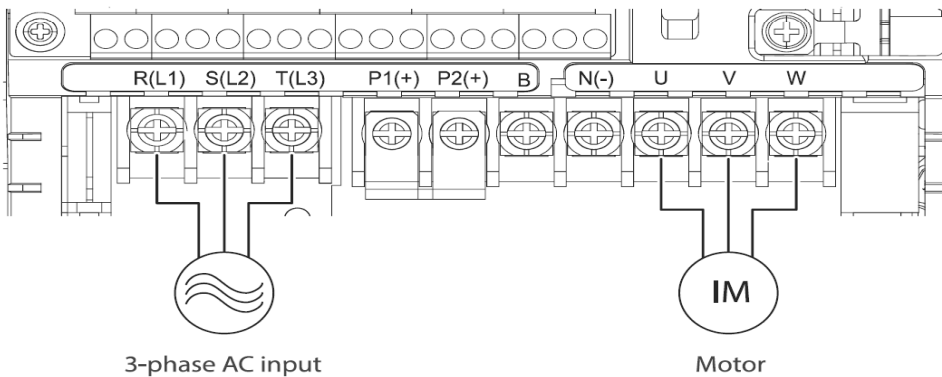 R(L1) S(L2) T(L3) P1(+) P2(+) B N(-) U V W
IM
3-phase AC input Motor